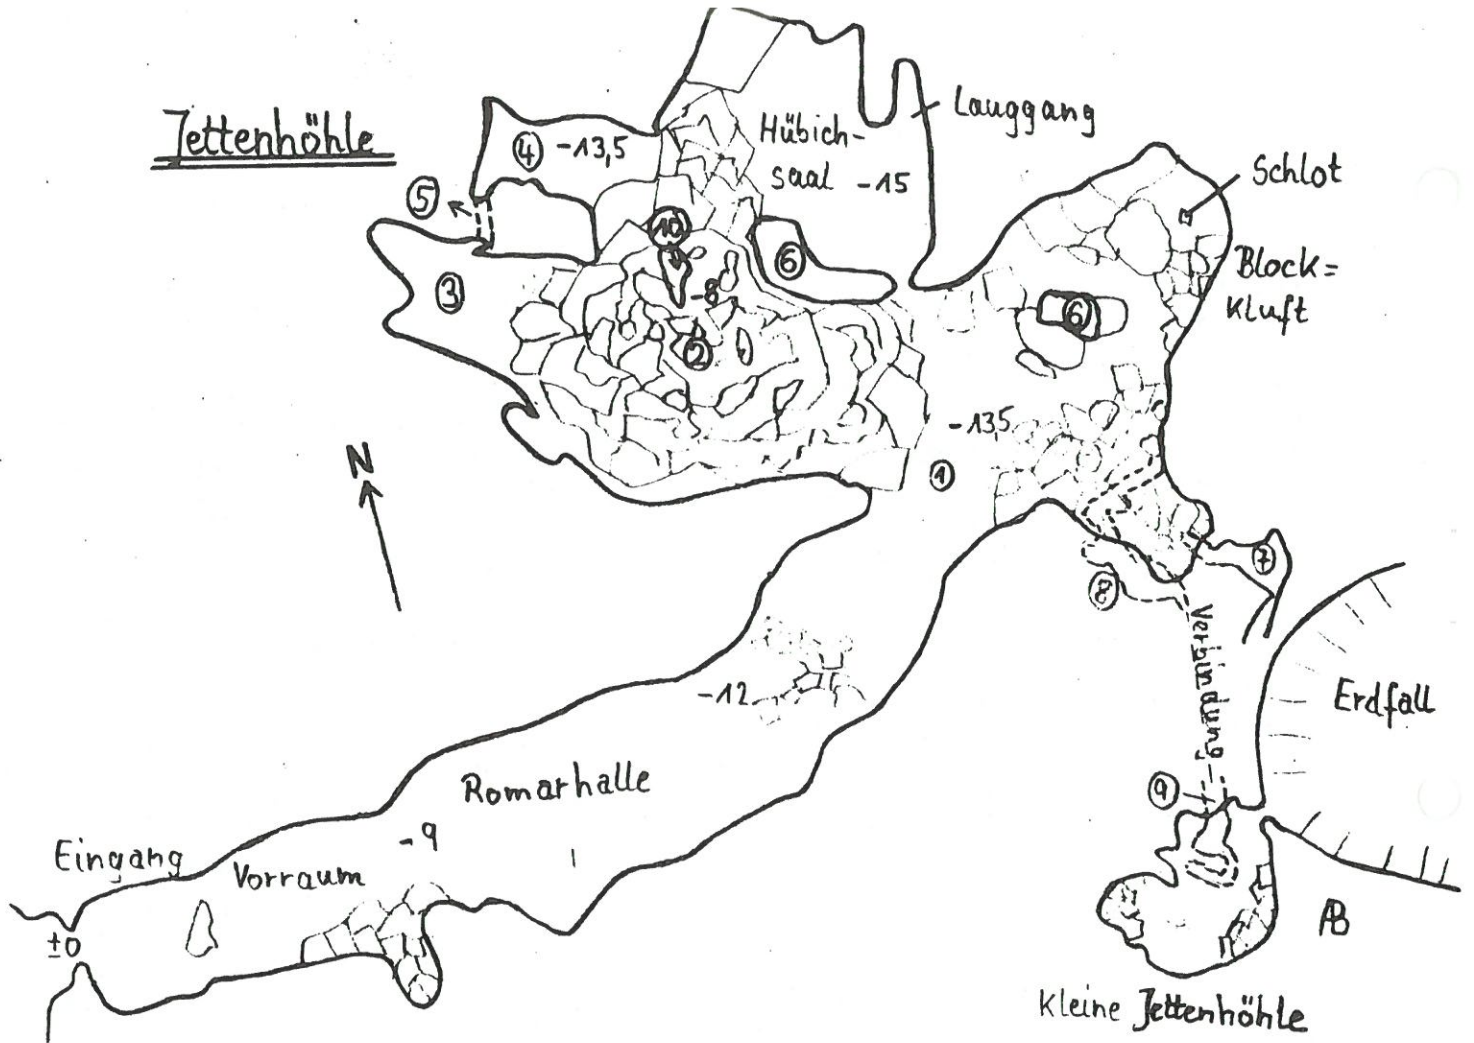 Jettenhöhle
④ -13,5
Hübich-
saal -15
Lauggang
Schlot
⑤
⑩
⑥
③
-8
②
⑥
Block=
Kluft
-13,5
①
N
⑦
⑧
Verbindung
-12
Erdfall
Romarhalle
⑨
-9
Eingang
Vorraum
±0
AB
Kleine Jettenhöhle